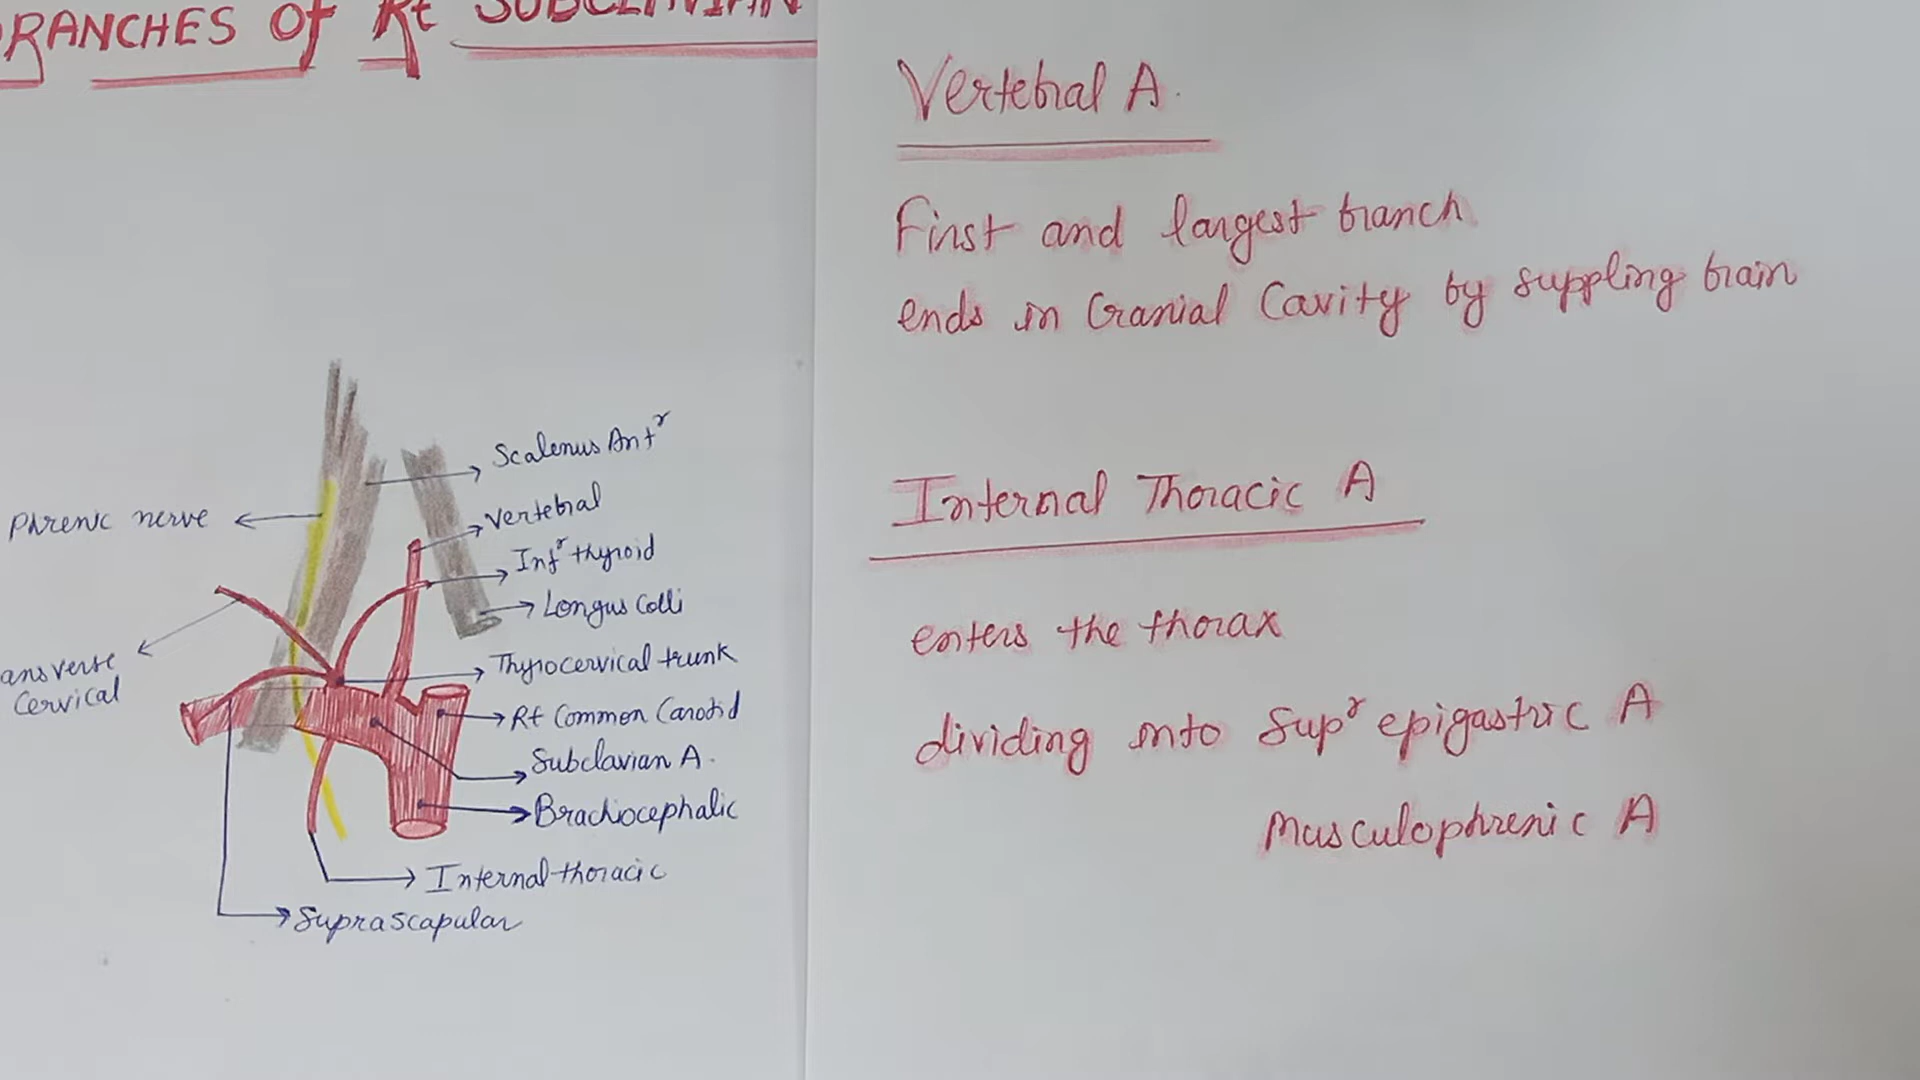 BRANCHES Of Rt SUBCLAVIAN
Scalenus Antʳ
Phrenic nerve
Vertebral
Infʳ thyroid
Longus Colli
ansverse
Cervical
Thyrocervical trunk
Rt Common Carotid
Subclavian A.
Brachiocephalic
Internal thoracic
Suprascapular
Vertebral A.
First and largest branch
ends in Cranial Cavity by suppling brain
Internal Thoracic A
enters the thorax
dividing into Supʳ epigastric A
Musculophrenic A